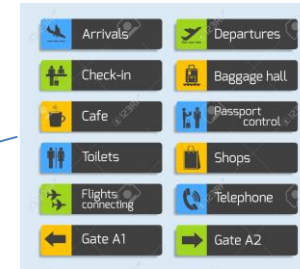 Arrivals
Departures
Check-in
Baggage hall
Cafe
Passport
control
Toilets
Shops
Flights
connecting
Telephone
Gate A1
Gate A2